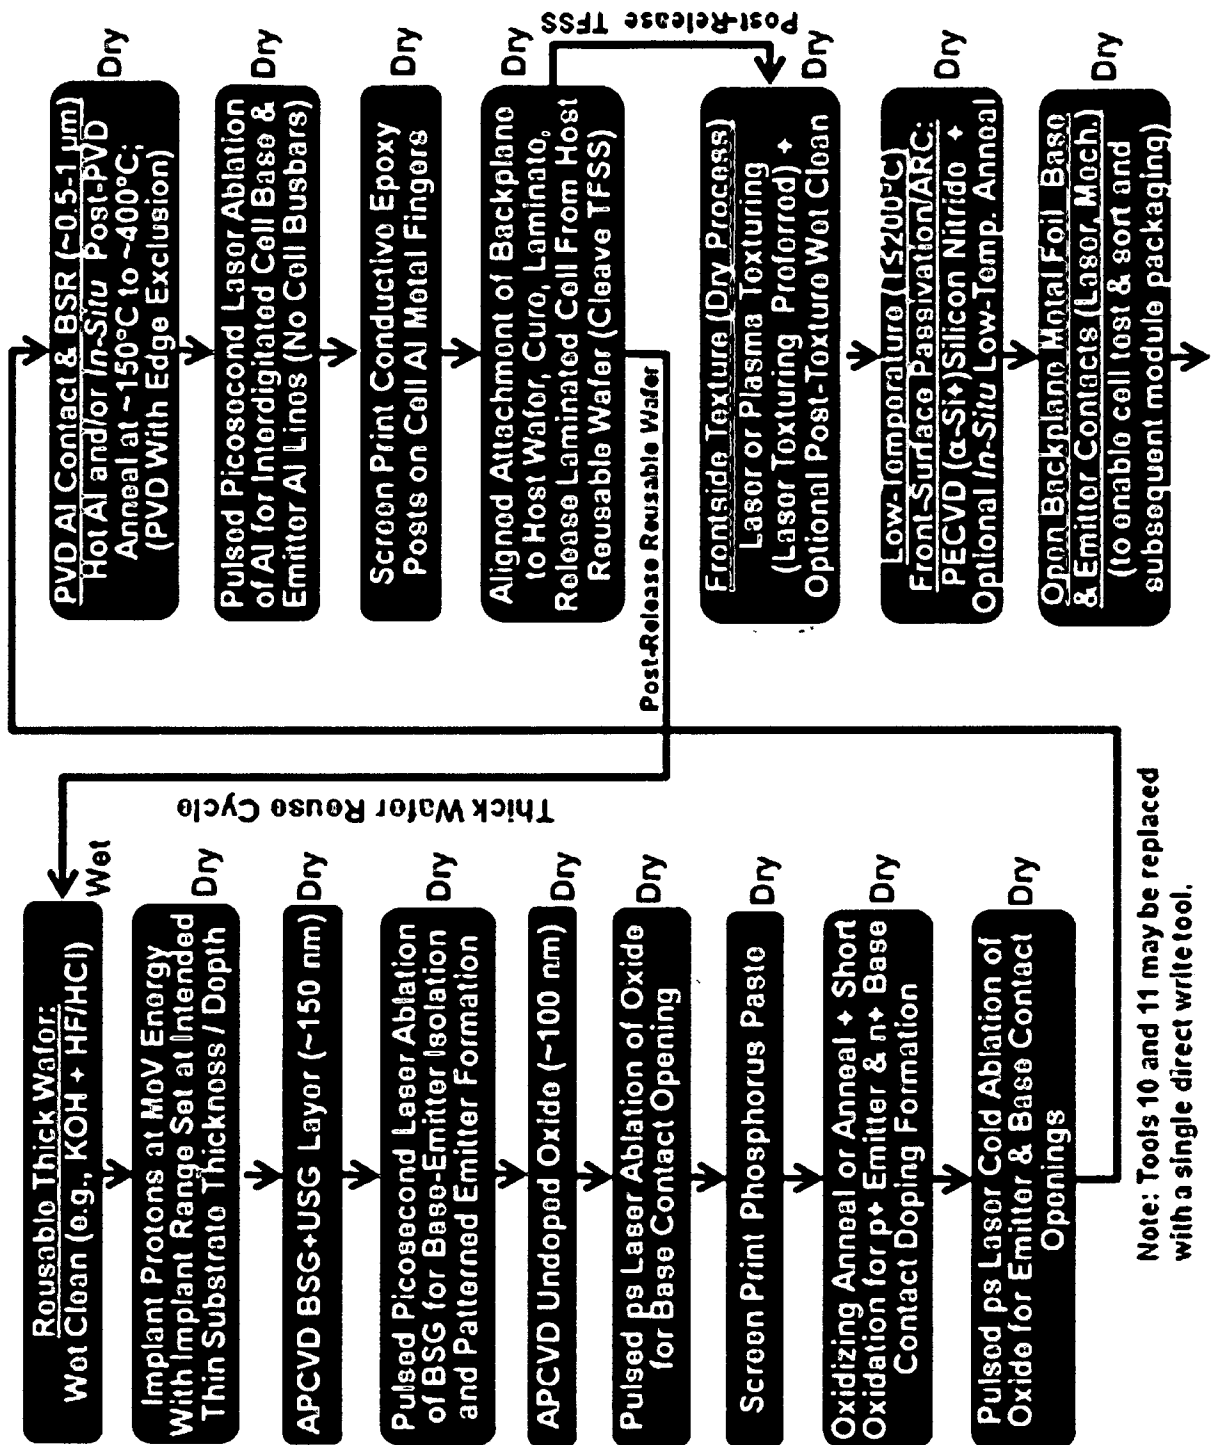 Reusable Thick Wafer:
Wet Clean (e.g., KOH + HF/HCl)
Wet
Implant Protons at MeV Energy
With Implant Range Set at Intended
Thin Substrate Thickness / Depth
Dry
APCVD BSG+USG Layer (~150 nm)
Dry
Pulsed Picosecond Laser Ablation
of BSG for Base-Emitter Isolation
and Patterned Emitter Formation
Dry
APCVD Undoped Oxide (~100 nm)
Dry
Pulsed ps Laser Ablation of Oxide
for Base Contact Opening
Dry
Screen Print Phosphorus Paste
Dry
Oxidizing Anneal or Anneal + Short
Oxidation for p+ Emitter & n+ Base
Contact Doping Formation
Dry
Pulsed ps Laser Cold Ablation of
Oxide for Emitter & Base Contact
Openings
Dry
Note: Tools 10 and 11 may be replaced
with a single direct write tool.
Thick Wafer Reuse Cycle
Post-Release Reusable Wafer
PVD Al Contact & BSR (~0.5-1 µm)
Hot Al and/or In-Situ Post-PVD
Anneal at ~150°C to ~400°C;
(PVD With Edge Exclusion)
Dry
Pulsed Picosecond Laser Ablation
of Al for Interdigitated Cell Base &
Emitter Al Lines (No Cell Busbars)
Dry
Screen Print Conductive Epoxy
Posts on Cell Al Metal Fingers
Dry
Aligned Attachment of Backplane
to Host Wafer, Cure, Laminate,
Release Laminated Cell From Host
Reusable Wafer (Cleave TFSS)
Dry
Post-Release TFSS
Frontside Texture (Dry Process)
Laser or Plasma Texturing
(Laser Texturing Preferred) +
Optional Post-Texture Wet Clean
Dry
Low-Temperature (T≤200°C)
Front-Surface Passivation/ARC:
PECVD (α-Si+)Silicon Nitride +
Optional In-Situ Low-Temp. Anneal
Dry
Open Backplane Metal Foil Base
& Emitter Contacts (Laser, Mech.)
(to enable cell test & sort and
subsequent module packaging)
Dry